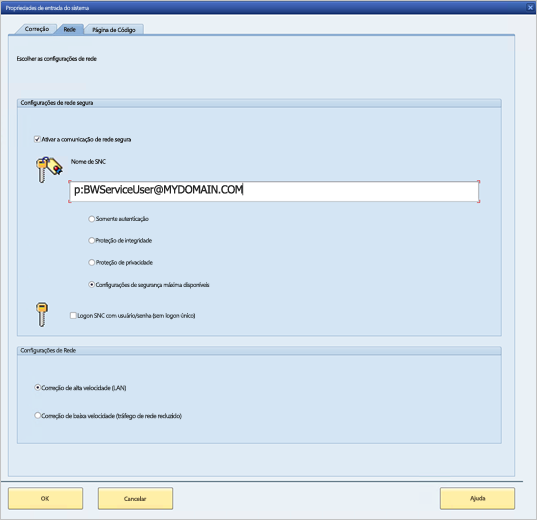 Propriedades de entrada do sistema
Correção
Rede
Página de Código
Escolher as configurações de rede
Configurações de rede segura
Ativar a comunicação de rede segura
Nome de SNC
p:BWServiceUser@MYDOMAIN.COM
Somente autenticação
Proteção de integridade
Proteção de privacidade
Configurações de segurança máxima disponíveis
Logon SNC com usuário/senha (sem logon único)
Configurações de Rede
Correção de alta velocidade (LAN)
Correção de baixa velocidade (tráfego de rede reduzido)
OK
Cancelar
Ajuda